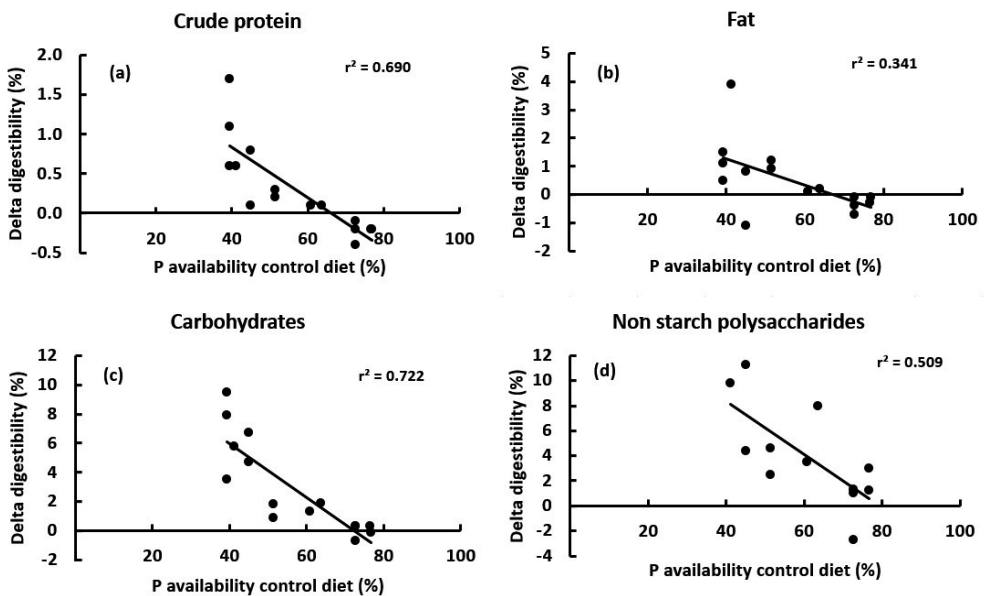 Crude protein
2.0
1.5
1.0
0.5
0.0
-0.5
Delta digestibility (%)
(a)
r² = 0.690
20 40 60 80 100
P availability control diet (%)
Fat
5
4
3
2
1
0
-1
-2
Delta digestibility (%)
(b)
r² = 0.341
20 40 60 80 100
P availability control diet (%)
Carbohydrates
12
10
8
6
4
2
0
-2
Delta digestibility (%)
(c)
r² = 0.722
20 40 60 80 100
P availability control diet (%)
Non starch polysaccharides
12
10
8
6
4
2
0
-2
-4
Delta digestibility (%)
(d)
r² = 0.509
20 40 60 80 100
P availability control diet (%)